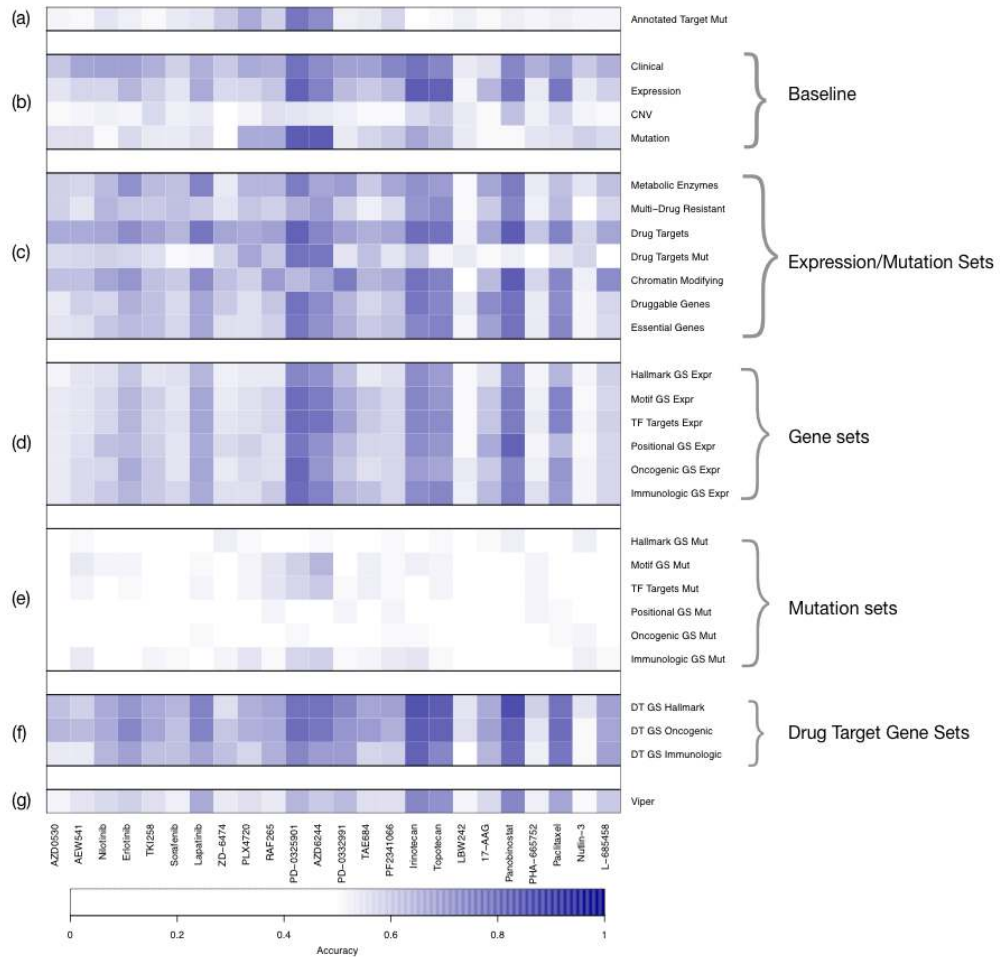 (a)
Annotated Target Mut
(b)
Clinical
Expression
CNV
Mutation
Baseline
(c)
Metabolic Enzymes
Multi−Drug Resistant
Drug Targets
Drug Targets Mut
Chromatin Modifying
Druggable Genes
Essential Genes
Expression/Mutation Sets
(d)
Hallmark GS Expr
Motif GS Expr
TF Targets Expr
Positional GS Expr
Oncogenic GS Expr
Immunologic GS Expr
Gene sets
(e)
Hallmark GS Mut
Motif GS Mut
TF Targets Mut
Positional GS Mut
Oncogenic GS Mut
Immunologic GS Mut
Mutation sets
(f)
DT GS Hallmark
DT GS Oncogenic
DT GS Immunologic
Drug Target Gene Sets
(g)
Viper
AZD0530
AEW541
Nilotinib
Erlotinib
TKI258
Sorafenib
Lapatinib
ZD−6474
PLX4720
RAF265
PD−0325901
AZD6244
PD−0332991
TAE684
PF2341066
Irinotecan
Topotecan
LBW242
17−AAG
Panobinostat
PHA−665752
Paclitaxel
Nutlin−3
L−685458
0 0.2 0.4 0.6 0.8 1
Accuracy